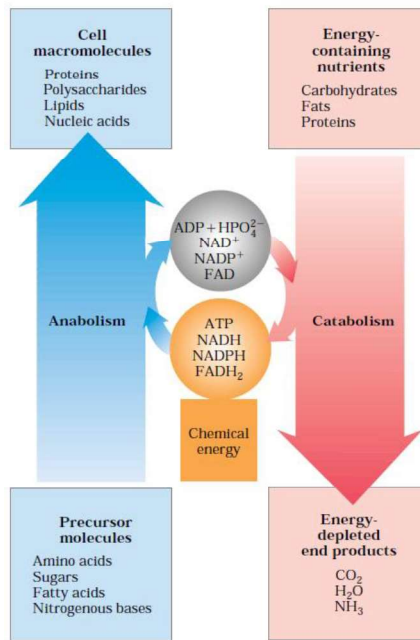 Cell
macromolecules
Proteins
Polysaccharides
Lipids
Nucleic acids
Energy-
containing
nutrients
Carbohydrates
Fats
Proteins
ADP + HPO₄²⁻
NAD⁺
NADP⁺
FAD
Anabolism
Catabolism
ATP
NADH
NADPH
FADH₂
Chemical
energy
Precursor
molecules
Amino acids
Sugars
Fatty acids
Nitrogenous bases
Energy-
depleted
end products
CO₂
H₂O
NH₃